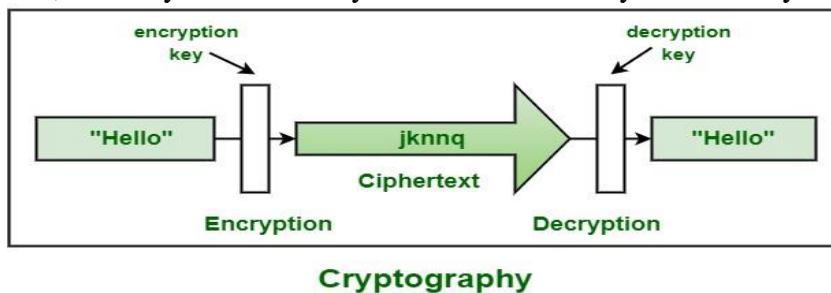 encryption key
decryption key
"Hello"
jknnq
"Hello"
Ciphertext
Encryption
Decryption
Cryptography